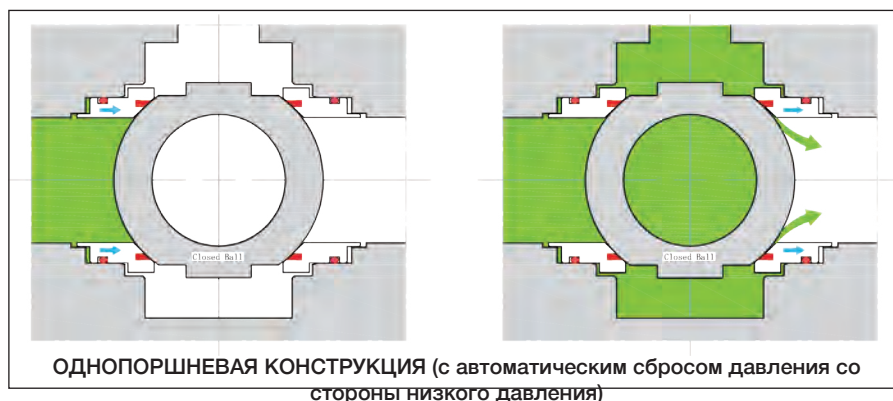 Closed Ball
Closed Ball
ОДНОПОРШНЕВАЯ КОНСТРУКЦИЯ (с автоматическим сбросом давления со
стороны низкого давления)